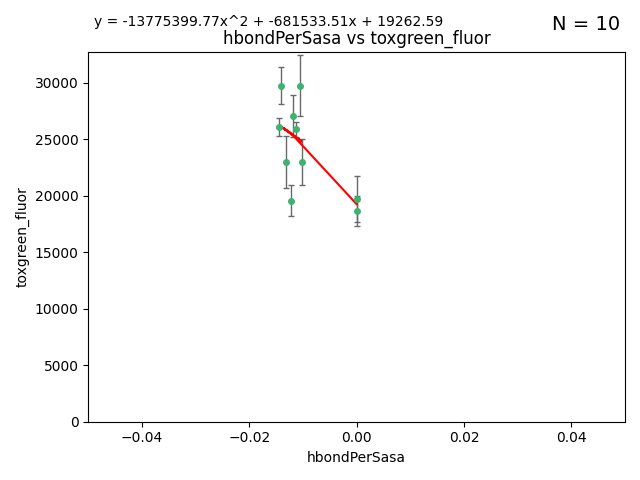 y = -13775399.77x^2 + -681533.51x + 19262.59
N = 10
hbondPerSasa vs toxgreen_fluor
30000
25000
20000
15000
10000
5000
0
toxgreen_fluor
−0.04
−0.02
0.00
0.02
0.04
hbondPerSasa